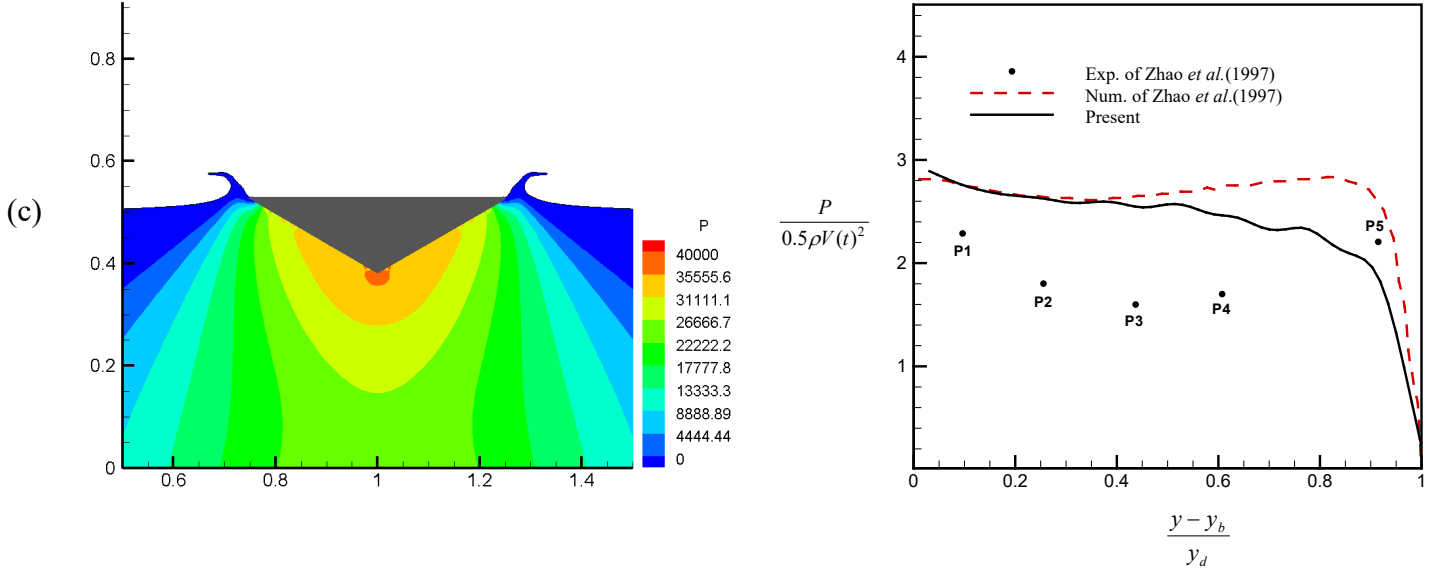 (c)
0.8
0.6
0.4
0.2
0
0.6
0.8
1
1.2
1.4
P
40000
35555.6
31111.1
26666.7
22222.2
17777.8
13333.3
8888.89
4444.44
0
P
0.5ρV(t)²
4
3
2
1
Exp. of Zhao et al.(1997)
Num. of Zhao et al.(1997)
Present
P1
P2
P3
P4
P5
0
0.2
0.4
0.6
0.8
1
y − y_b
y_d